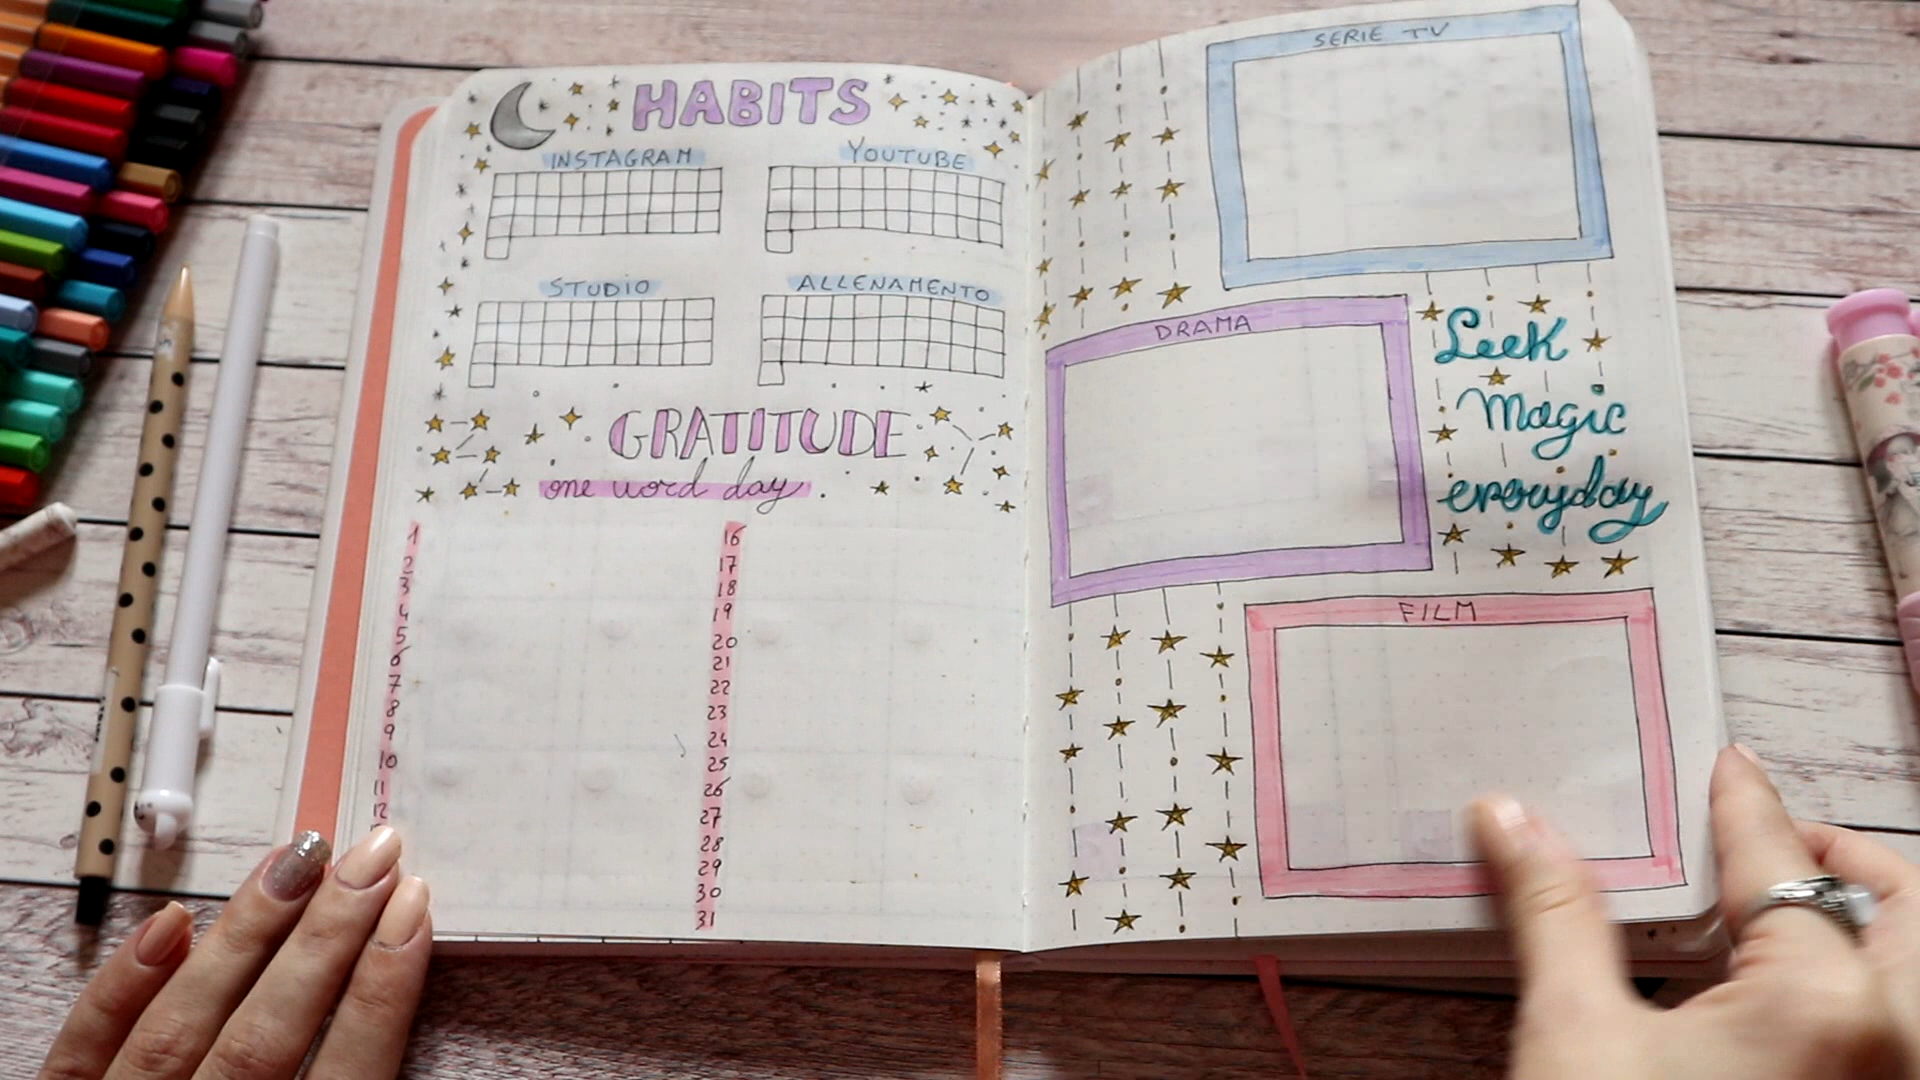 HABITS
INSTAGRAM
YOUTUBE
STUDIO
ALLENAMENTO
GRATITUDE
one word day.
1
2
3
4
5
6
7
8
9
10
11
12
16
17
18
19
20
21
22
23
24
25
26
27
28
29
30
31
SERIE TV
DRAMA
Seek
Magic
everyday
FILM